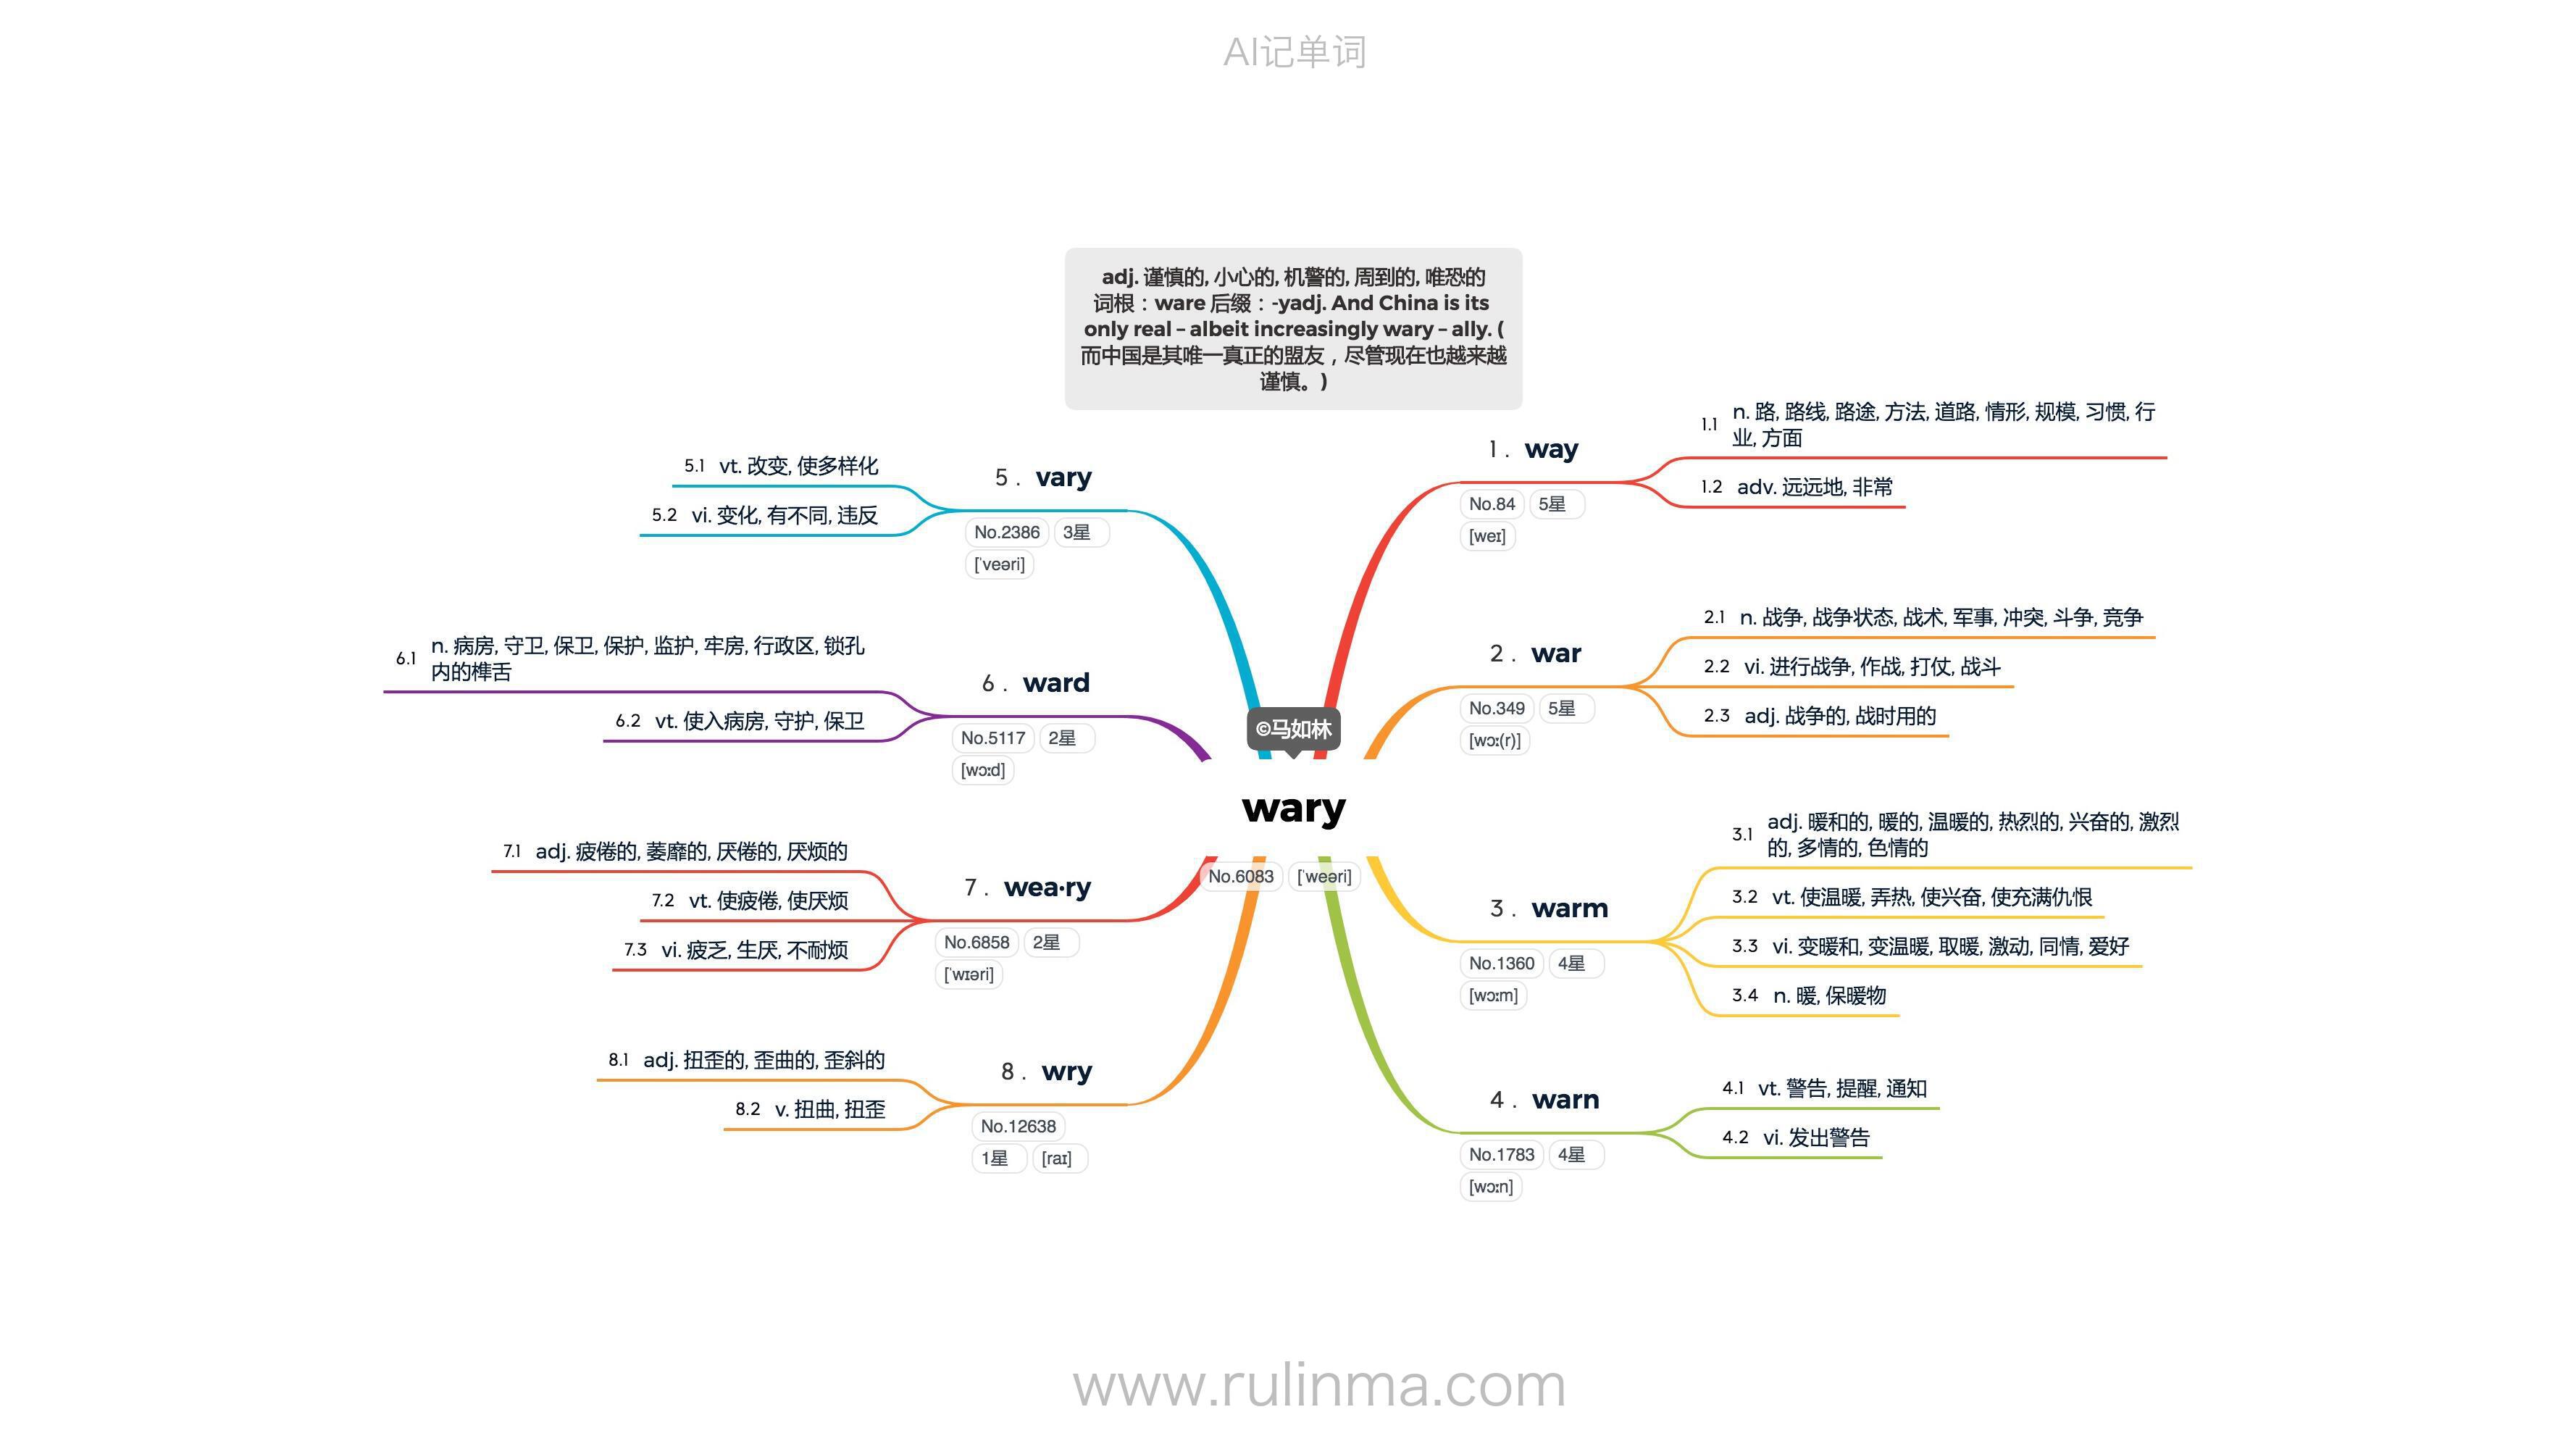 AI记单词
adj. 谨慎的, 小心的, 机警的, 周到的, 唯恐的
词根：ware 后缀：-yadj. And China is its
only real – albeit increasingly wary – ally. (
而中国是其唯一真正的盟友，尽管现在也越来越
谨慎。)
©马如林
wary
No.6083 [ˈweəri]
1 . way
No.84 5星
[weɪ]
1.1 n. 路, 路线, 路途, 方法, 道路, 情形, 规模, 习惯, 行
业, 方面
1.2 adv. 远远地, 非常
2 . war
No.349 5星
[wɔː(r)]
2.1 n. 战争, 战争状态, 战术, 军事, 冲突, 斗争, 竞争
2.2 vi. 进行战争, 作战, 打仗, 战斗
2.3 adj. 战争的, 战时用的
3 . warm
No.1360 4星
[wɔːm]
3.1 adj. 暖和的, 暖的, 温暖的, 热烈的, 兴奋的, 激烈
的, 多情的, 色情的
3.2 vt. 使温暖, 弄热, 使兴奋, 使充满仇恨
3.3 vi. 变暖和, 变温暖, 取暖, 激动, 同情, 爱好
3.4 n. 暖, 保暖物
4 . warn
No.1783 4星
[wɔːn]
4.1 vt. 警告, 提醒, 通知
4.2 vi. 发出警告
5 . vary
No.2386 3星
[ˈveəri]
5.1 vt. 改变, 使多样化
5.2 vi. 变化, 有不同, 违反
6 . ward
No.5117 2星
[wɔːd]
6.1 n. 病房, 守卫, 保卫, 保护, 监护, 牢房, 行政区, 锁孔
内的榫舌
6.2 vt. 使入病房, 守护, 保卫
7 . wea·ry
No.6858 2星
[ˈwɪəri]
7.1 adj. 疲倦的, 萎靡的, 厌倦的, 厌烦的
7.2 vt. 使疲倦, 使厌烦
7.3 vi. 疲乏, 生厌, 不耐烦
8 . wry
No.12638
1星 [raɪ]
8.1 adj. 扭歪的, 歪曲的, 歪斜的
8.2 v. 扭曲, 扭歪
www.rulinma.com